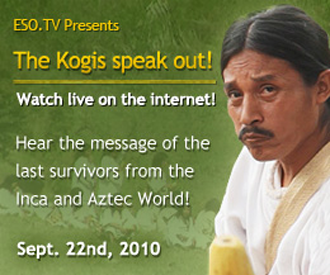 ESO.TV Presents
The Kogis speak out!
Watch live on the internet!
Hear the message of the
last survivors from the
Inca and Aztec World!
Sept. 22nd, 2010